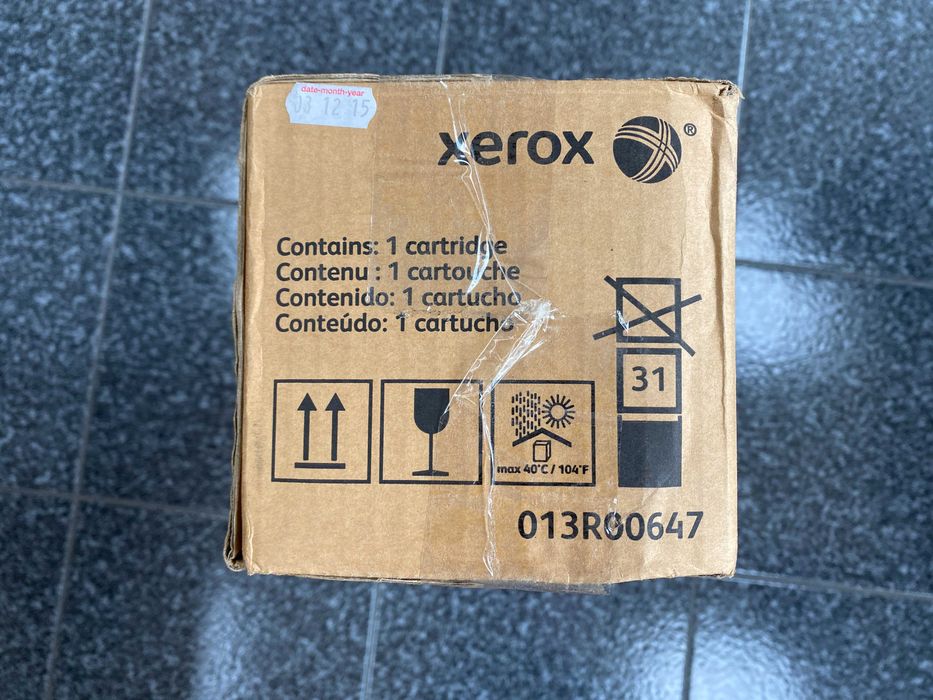 date-month-year
03 12 15
xerox ®
Contains: 1 cartridge
Contenu : 1 cartouche
Contenido: 1 cartucho
Conteúdo: 1 cartucho
31
max 40°C / 104°F
013R00647